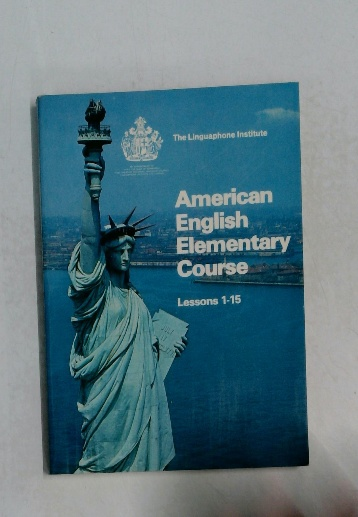 The Linguaphone Institute
American
English
Elementary
Course
Lessons 1-15